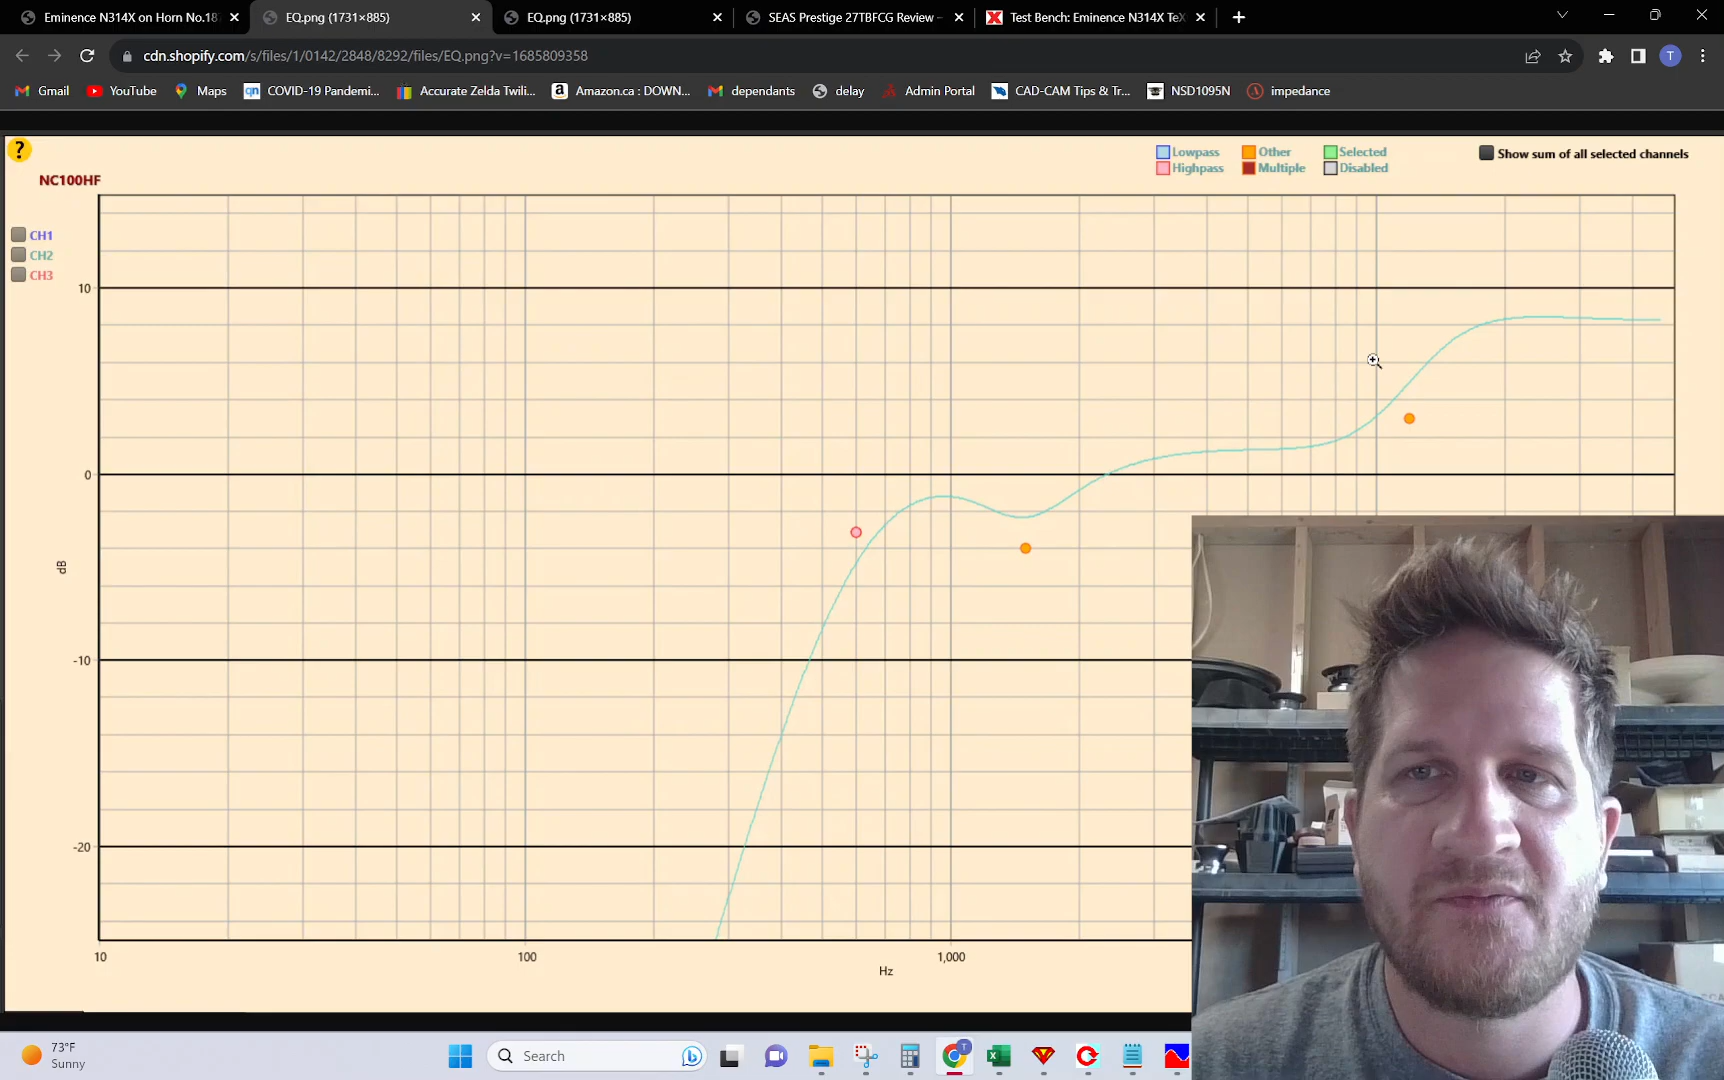 Eminence N314X on Horn No.187
EQ.png (1731×885)
EQ.png (1731×885)
SEAS Prestige 27TBFCG Review -
Test Bench: Eminence N314X TeX
cdn.shopify.com/s/files/1/0142/2848/8292/files/EQ.png?v=1685809358
T
Gmail
YouTube
Maps
qn
COVID-19 Pandemi...
Accurate Zelda Twili...
Amazon.ca : DOWN...
dependants
delay
Admin Portal
CAD-CAM Tips & Tr...
NSD1095N
impedance
?
Lowpass
Other
Selected
Show sum of all selected channels
Highpass
Multiple
Disabled
NC100HF
CH1
CH2
CH3
10
0
dB
-10
-20
10
100
1,000
Hz
73°F
Sunny
Search
T